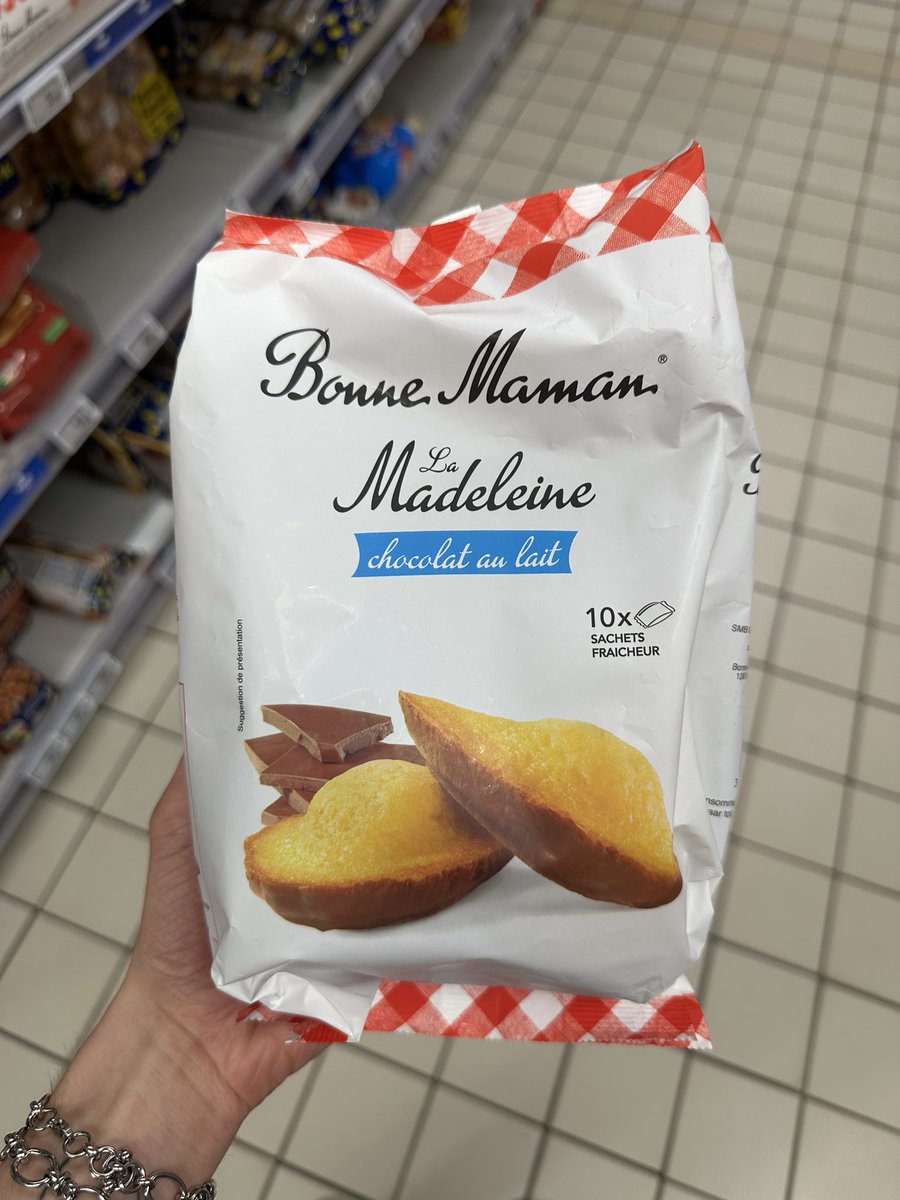 Bonne Maman®
La
Madeleine
chocolat au lait
10x
SACHETS
FRAICHEUR
Suggestion de présentation